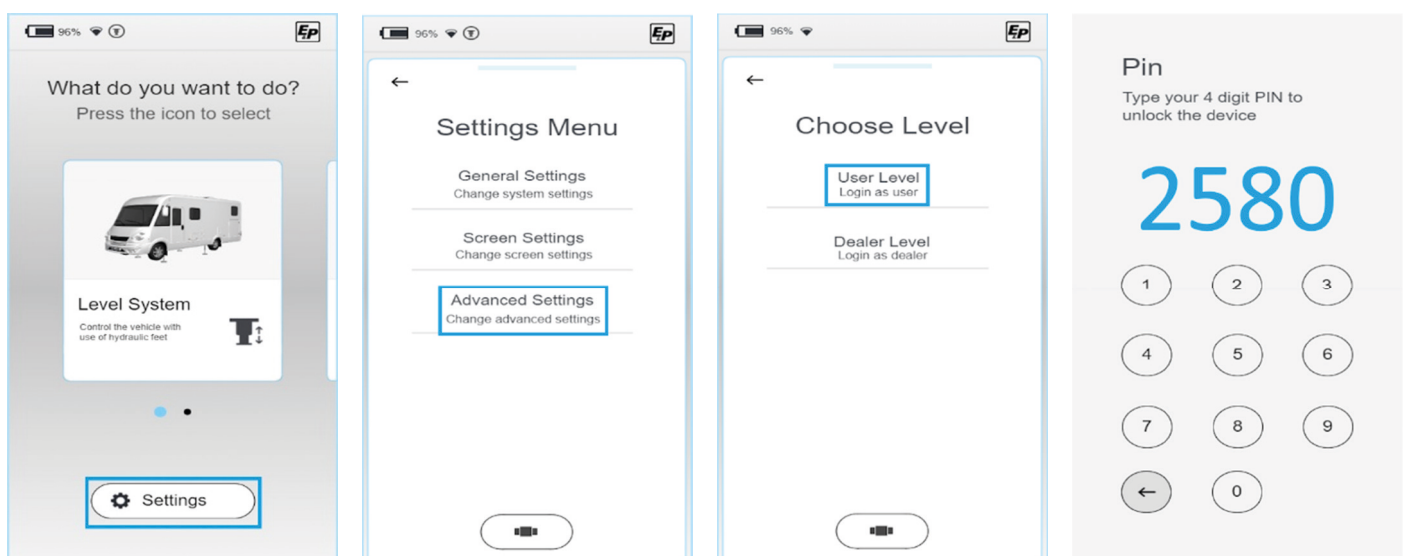 96%
EP
What do you want to do?
Press the icon to select
Level System
Control the vehicle with
use of hydraulic feet
Settings
96%
EP
Settings Menu
General Settings
Change system settings
Screen Settings
Change screen settings
Advanced Settings
Change advanced settings
96%
EP
Choose Level
User Level
Login as user
Dealer Level
Login as dealer
Pin
Type your 4 digit PIN to
unlock the device
2580
1 2 3
4 5 6
7 8 9
0